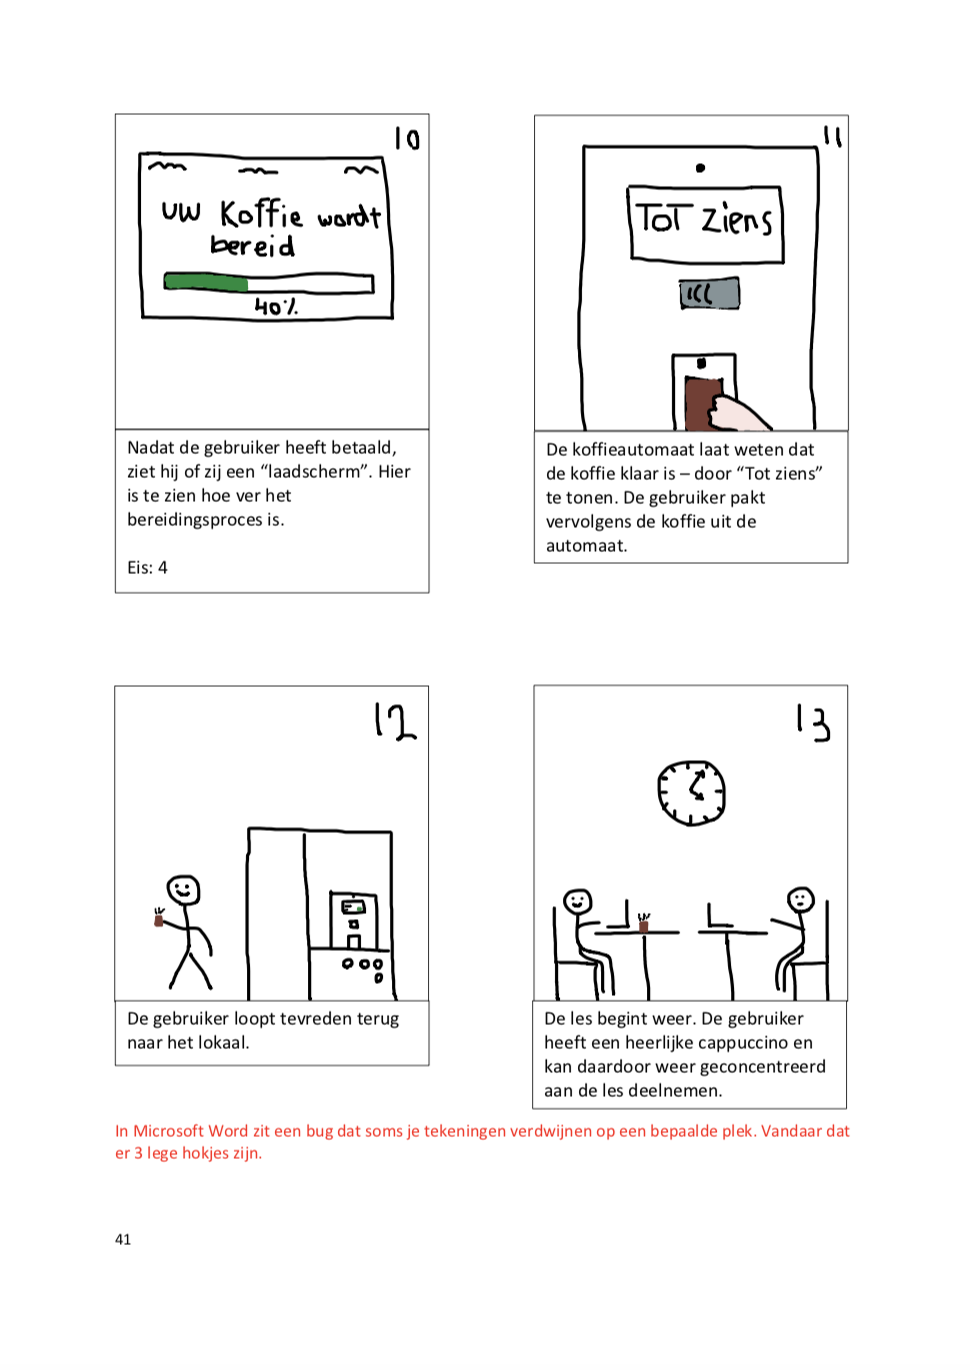 10
uw Koffie wordt
bereid
40%
Nadat de gebruiker heeft betaald,
ziet hij of zij een “laadscherm”. Hier
is te zien hoe ver het
bereidingsproces is.
Eis: 4
11
Tot ziens
De koffieautomaat laat weten dat
de koffie klaar is – door “Tot ziens”
te tonen. De gebruiker pakt
vervolgens de koffie uit de
automaat.
12
De gebruiker loopt tevreden terug
naar het lokaal.
13
De les begint weer. De gebruiker
heeft een heerlijke cappuccino en
kan daardoor weer geconcentreerd
aan de les deelnemen.
In Microsoft Word zit een bug dat soms je tekeningen verdwijnen op een bepaalde plek. Vandaar dat
er 3 lege hokjes zijn.
41